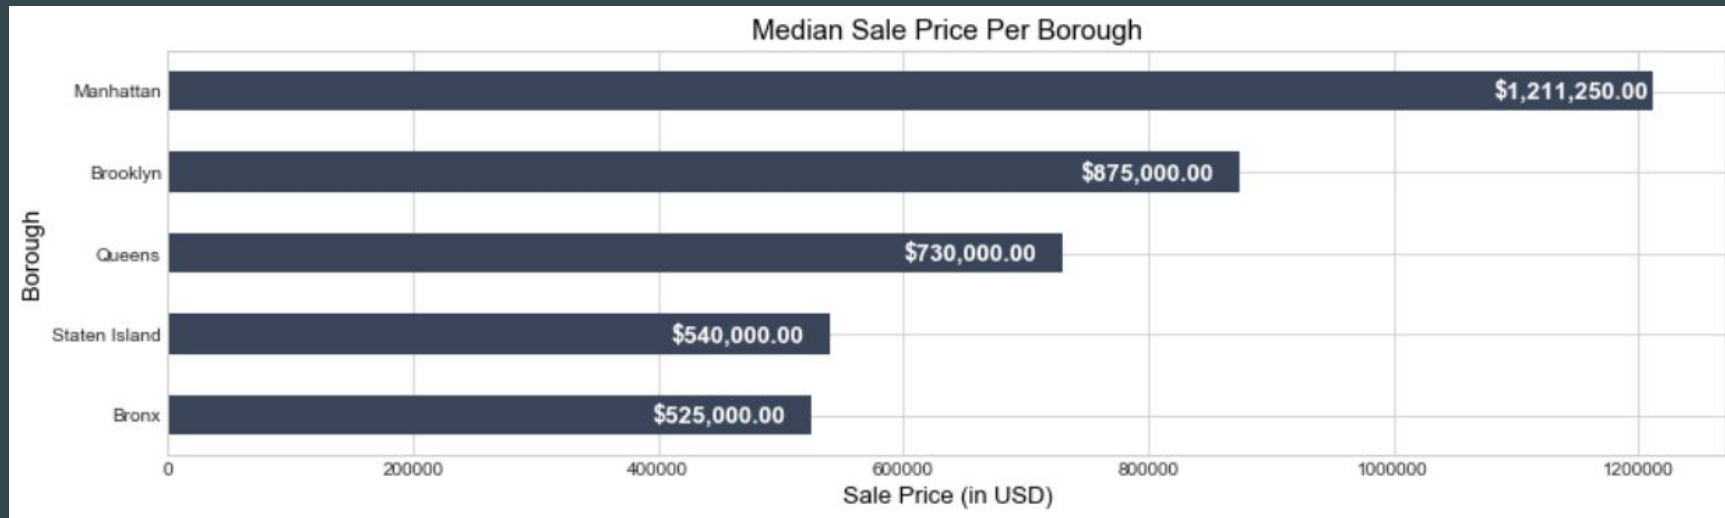 Median Sale Price Per Borough
Manhattan
$1,211,250.00
Brooklyn
$875,000.00
Queens
$730,000.00
Staten Island
$540,000.00
Bronx
$525,000.00
Borough
0 200000 400000 600000 800000 1000000 1200000
Sale Price (in USD)